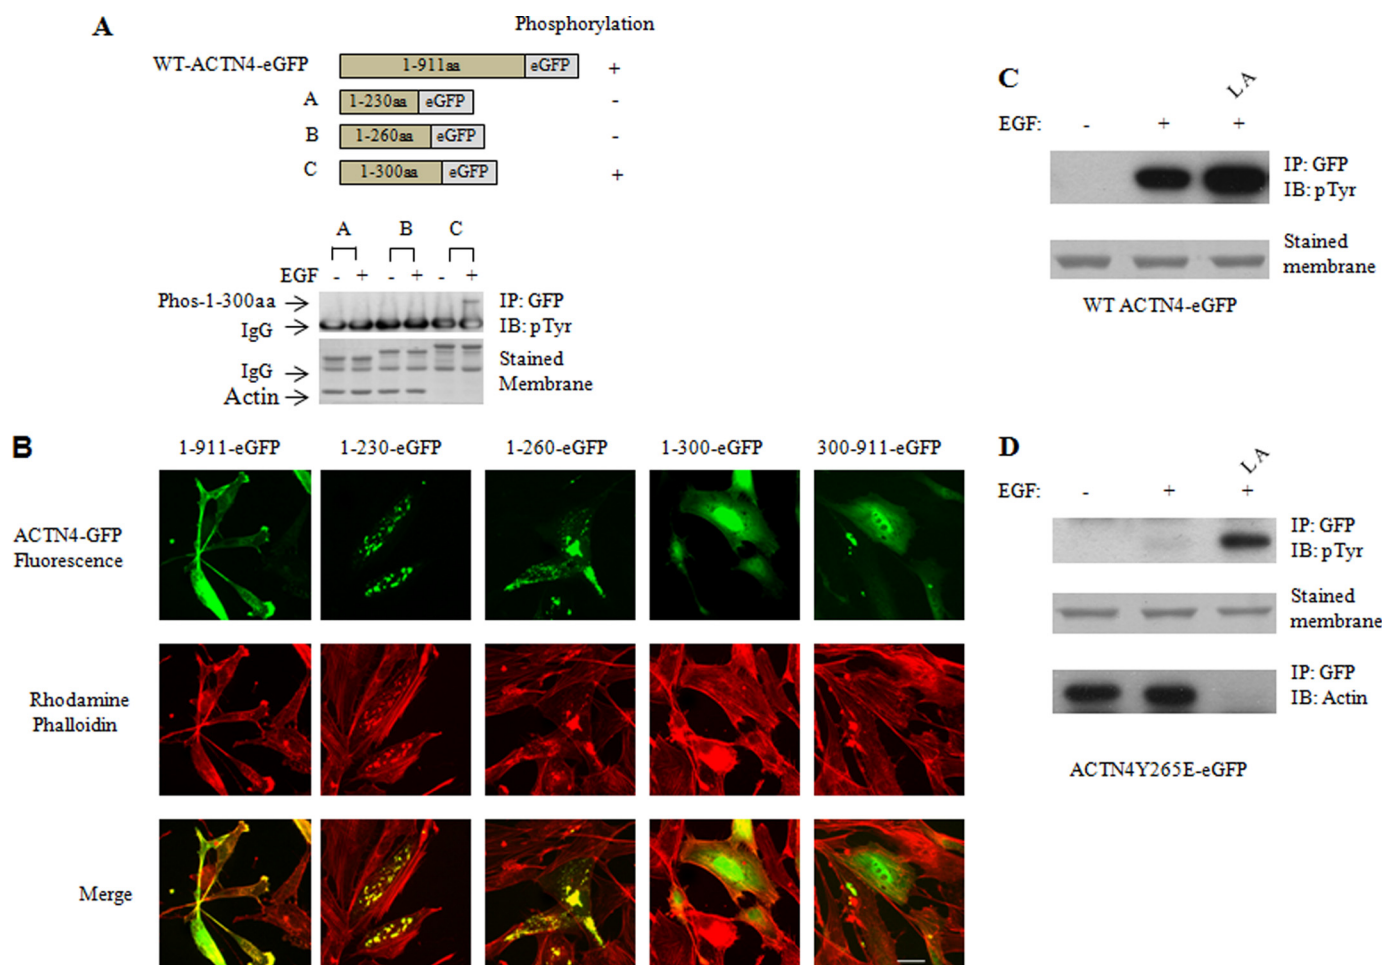 A
Phosphorylation
WT-ACTN4-eGFP 1-911aa eGFP +
A 1-230aa eGFP -
B 1-260aa eGFP -
C 1-300aa eGFP +
A B C
EGF - + - + - +
Phos-1-300aa IP: GFP
IgG IB: pTyr
IgG Stained
Actin Membrane
B
1-911-eGFP 1-230-eGFP 1-260-eGFP 1-300-eGFP 300-911-eGFP
ACTN4-GFP
Fluorescence
Rhodamine
Phalloidin
Merge
C
LA
EGF: - + +
IP: GFP
IB: pTyr
Stained
membrane
WT ACTN4-eGFP
D
LA
EGF: - + +
IP: GFP
IB: pTyr
Stained
membrane
IP: GFP
IB: Actin
ACTN4Y265E-eGFP